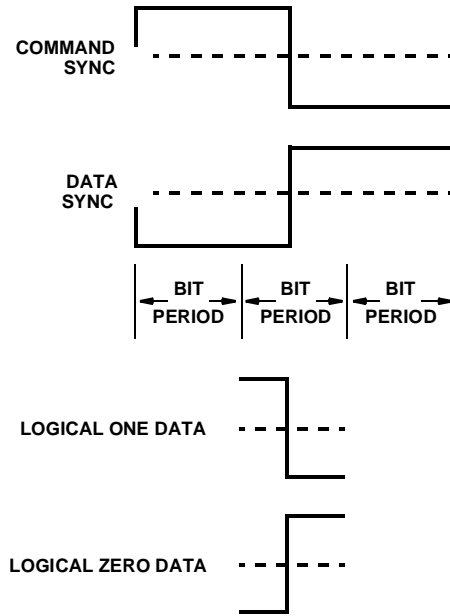 COMMAND
SYNC
DATA
SYNC
BIT
PERIOD
BIT
PERIOD
BIT
PERIOD
LOGICAL ONE DATA
LOGICAL ZERO DATA